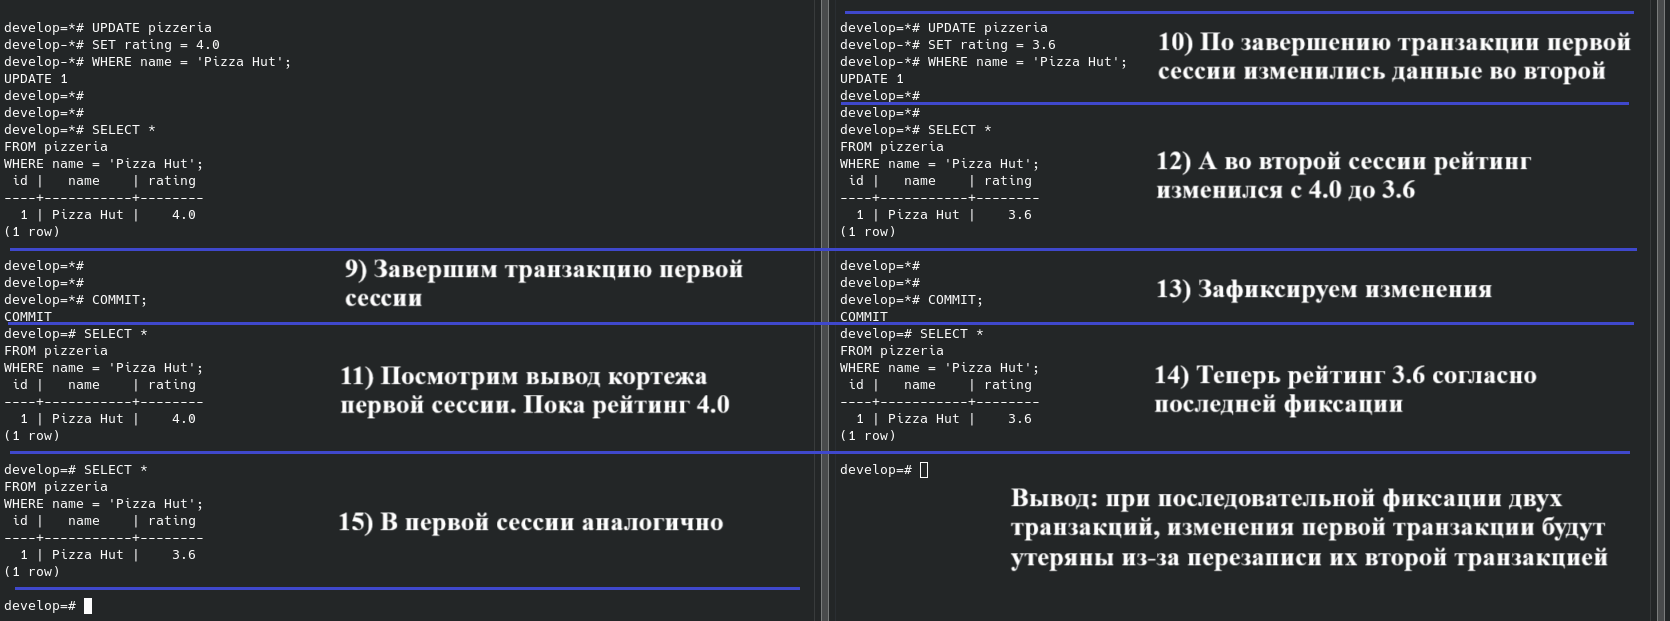 develop=*# UPDATE pizzeria
develop-*# SET rating = 4.0
develop-*# WHERE name = 'Pizza Hut';
UPDATE 1
develop=*#
develop=*#
develop=*# SELECT *
FROM pizzeria
WHERE name = 'Pizza Hut';
 id |   name    | rating
----+-----------+--------
  1 | Pizza Hut |    4.0
(1 row)
develop=*#
develop=*#
develop=*# COMMIT;
COMMIT
9) Завершим транзакцию первой
сессии
develop=# SELECT *
FROM pizzeria
WHERE name = 'Pizza Hut';
 id |   name    | rating
----+-----------+--------
  1 | Pizza Hut |    4.0
(1 row)
11) Посмотрим вывод кортежа
первой сессии. Пока рейтинг 4.0
develop=# SELECT *
FROM pizzeria
WHERE name = 'Pizza Hut';
 id |   name    | rating
----+-----------+--------
  1 | Pizza Hut |    3.6
(1 row)
15) В первой сессии аналогично
develop=#
develop=*# UPDATE pizzeria
develop-*# SET rating = 3.6
develop-*# WHERE name = 'Pizza Hut';
UPDATE 1
develop=*#
10) По завершению транзакции первой
сессии изменились данные во второй
develop=*#
develop=*# SELECT *
FROM pizzeria
WHERE name = 'Pizza Hut';
 id |   name    | rating
----+-----------+--------
  1 | Pizza Hut |    3.6
(1 row)
12) А во второй сессии рейтинг
изменился с 4.0 до 3.6
develop=*#
develop=*#
develop=*# COMMIT;
COMMIT
13) Зафиксируем изменения
develop=# SELECT *
FROM pizzeria
WHERE name = 'Pizza Hut';
 id |   name    | rating
----+-----------+--------
  1 | Pizza Hut |    3.6
(1 row)
14) Теперь рейтинг 3.6 согласно
последней фиксации
develop=#
Вывод: при последовательной фиксации двух
транзакций, изменения первой транзакции будут
утеряны из-за перезаписи их второй транзакцией